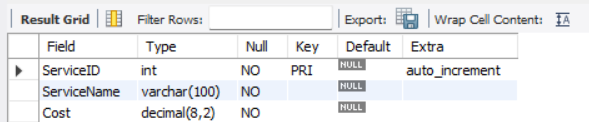 Result Grid Filter Rows: Export: Wrap Cell Content: IA
Field Type Null Key Default Extra
ServiceID int NO PRI NULL auto_increment
ServiceName varchar(100) NO NULL
Cost decimal(8,2) NO NULL